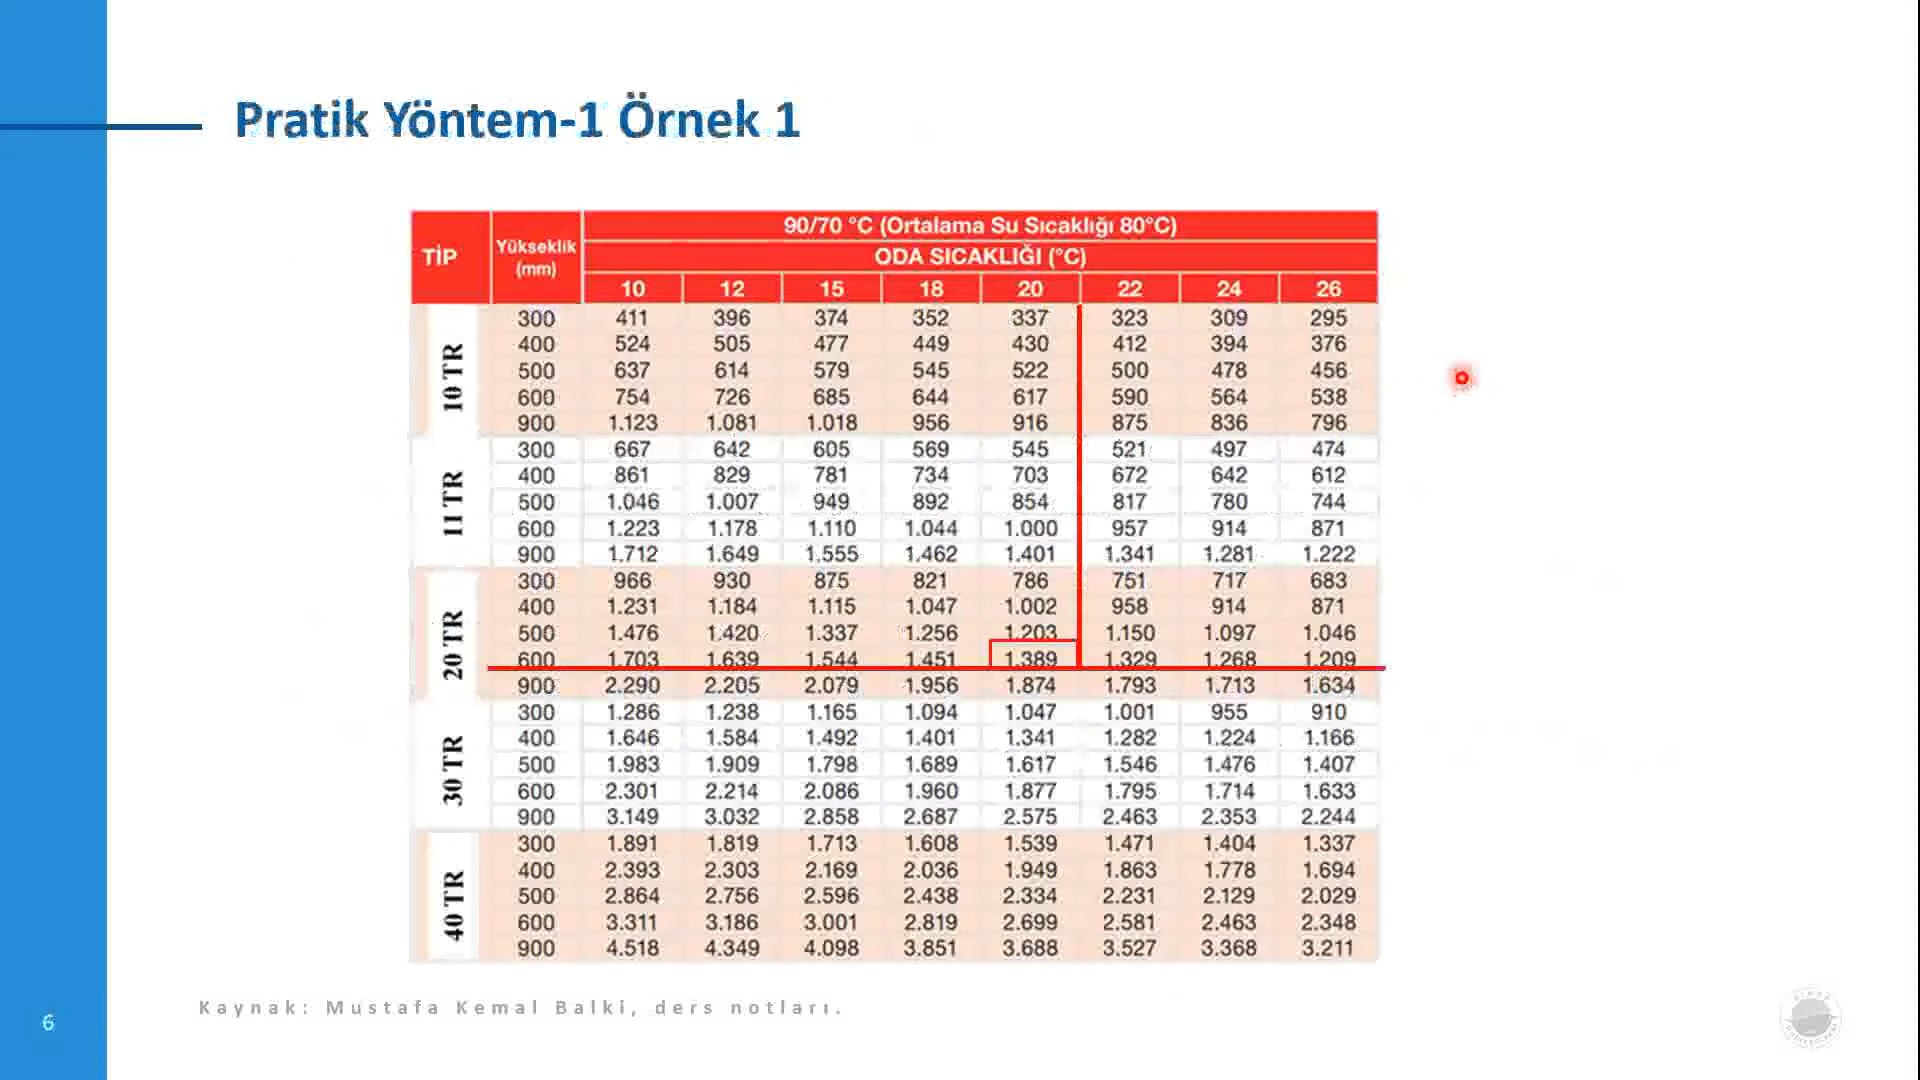 Pratik Yöntem-1 Örnek 1
TİP Yükseklik (mm) 90/70 °C (Ortalama Su Sıcaklığı 80°C)
ODA SICAKLIĞI (°C)
10 12 15 18 20 22 24 26
10 TR
300 411 396 374 352 337 323 309 295
400 524 505 477 449 430 412 394 376
500 637 614 579 545 522 500 478 456
600 754 726 685 644 617 590 564 538
900 1.123 1.081 1.018 956 916 875 836 796
11 TR
300 667 642 605 569 545 521 497 474
400 861 829 781 734 703 672 642 612
500 1.046 1.007 949 892 854 817 780 744
600 1.223 1.178 1.110 1.044 1.000 957 914 871
900 1.712 1.649 1.555 1.462 1.401 1.341 1.281 1.222
20 TR
300 966 930 875 821 786 751 717 683
400 1.231 1.184 1.115 1.047 1.002 958 914 871
500 1.476 1.420 1.337 1.256 1.203 1.150 1.097 1.046
600 1.703 1.639 1.544 1.451 1.389 1.329 1.268 1.209
900 2.290 2.205 2.079 1.956 1.874 1.793 1.713 1.634
30 TR
300 1.286 1.238 1.165 1.094 1.047 1.001 955 910
400 1.646 1.584 1.492 1.401 1.341 1.282 1.224 1.166
500 1.983 1.909 1.798 1.689 1.617 1.546 1.476 1.407
600 2.301 2.214 2.086 1.960 1.877 1.795 1.714 1.633
900 3.149 3.032 2.858 2.687 2.575 2.463 2.353 2.244
40 TR
300 1.891 1.819 1.713 1.608 1.539 1.471 1.404 1.337
400 2.393 2.303 2.169 2.036 1.949 1.863 1.778 1.694
500 2.864 2.756 2.596 2.438 2.334 2.231 2.129 2.029
600 3.311 3.186 3.001 2.819 2.699 2.581 2.463 2.348
900 4.518 4.349 4.098 3.851 3.688 3.527 3.368 3.211
Kaynak: Mustafa Kemal Balki, ders notları.
6